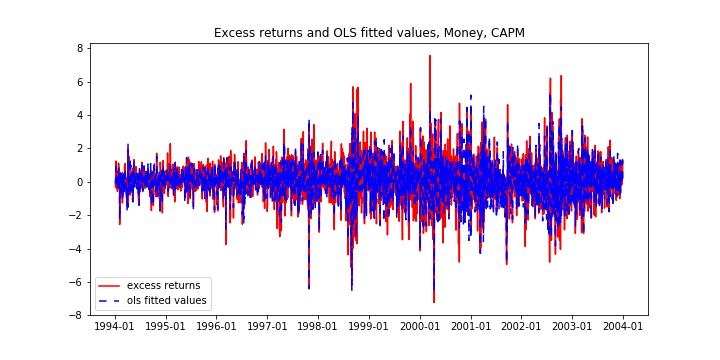 Excess returns and OLS fitted values, Money, CAPM
8
6
4
2
0
−2
−4
−6
−8
excess returns
ols fitted values
1994-01 1995-01 1996-01 1997-01 1998-01 1999-01 2000-01 2001-01 2002-01 2003-01 2004-01